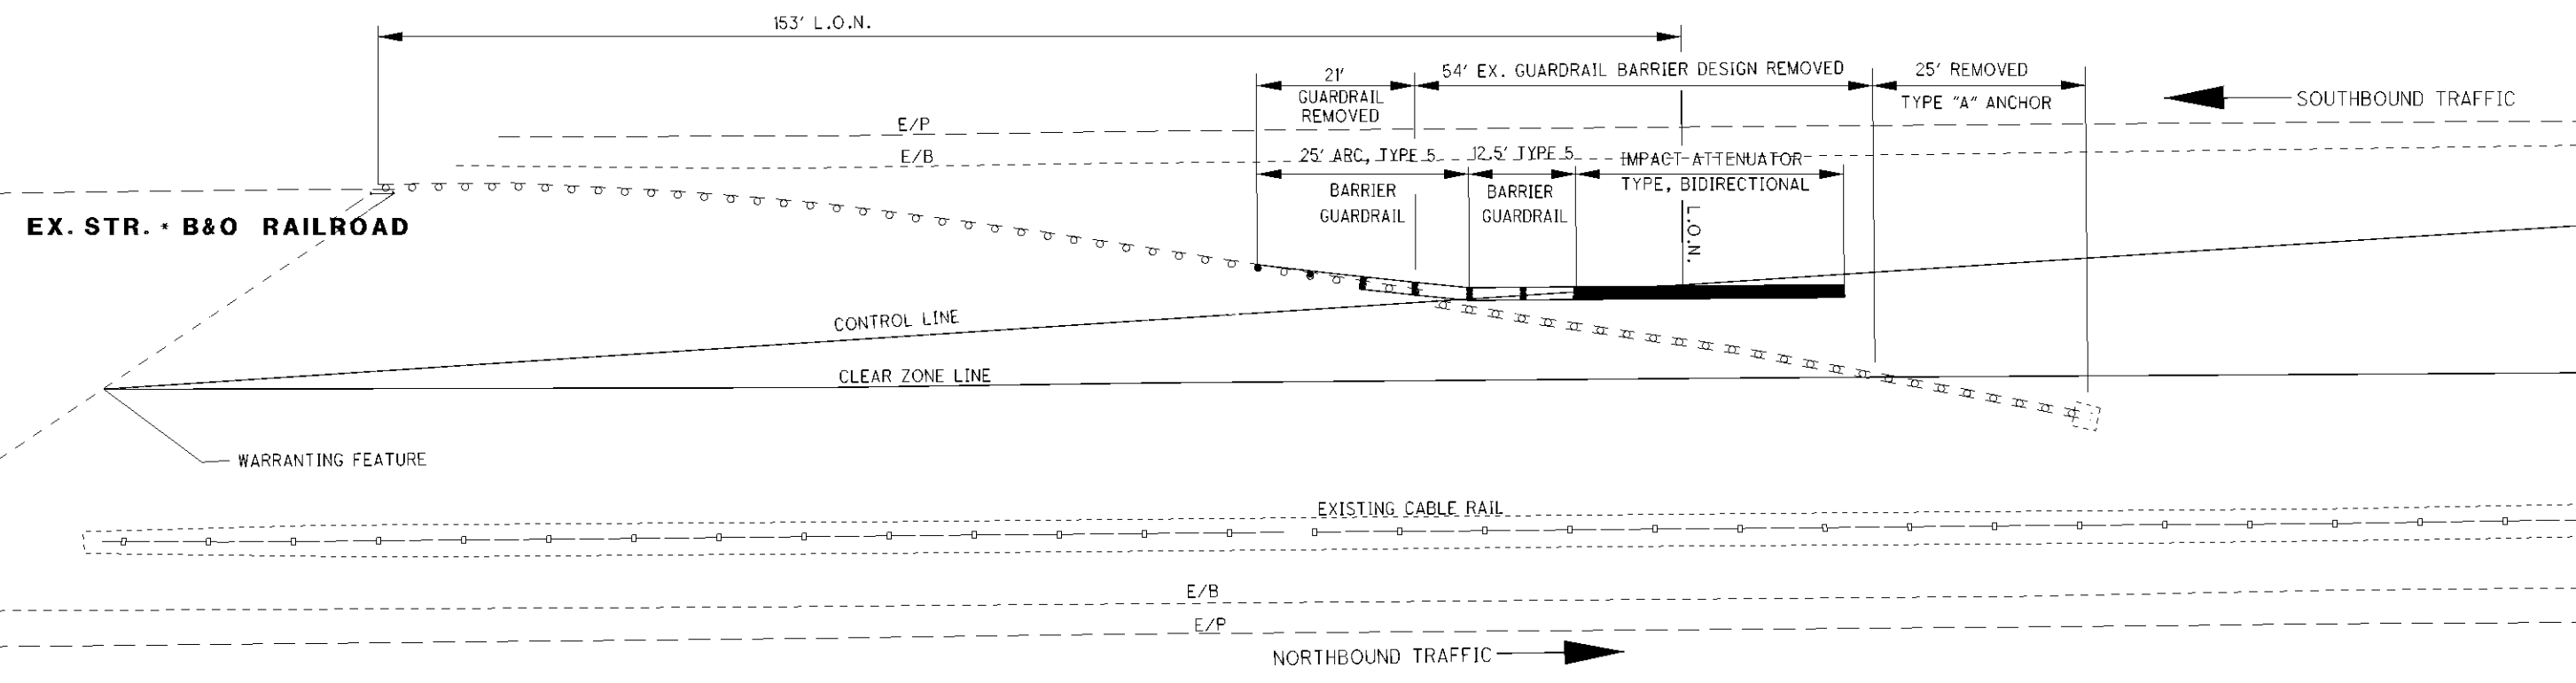 153' L.O.N.
21'
GUARDRAIL
REMOVED
54' EX. GUARDRAIL BARRIER DESIGN REMOVED
25' REMOVED
TYPE "A" ANCHOR
SOUTHBOUND TRAFFIC
E/P
E/B
25' ARC, TYPE 5
BARRIER
GUARDRAIL
12.5' TYPE 5
BARRIER
GUARDRAIL
IMPACT ATTENUATOR
TYPE, BIDIRECTIONAL
L.O.N.
EX. STR. * B&O RAILROAD
CONTROL LINE
CLEAR ZONE LINE
WARRANTING FEATURE
EXISTING CABLE RAIL
E/B
E/P
NORTHBOUND TRAFFIC